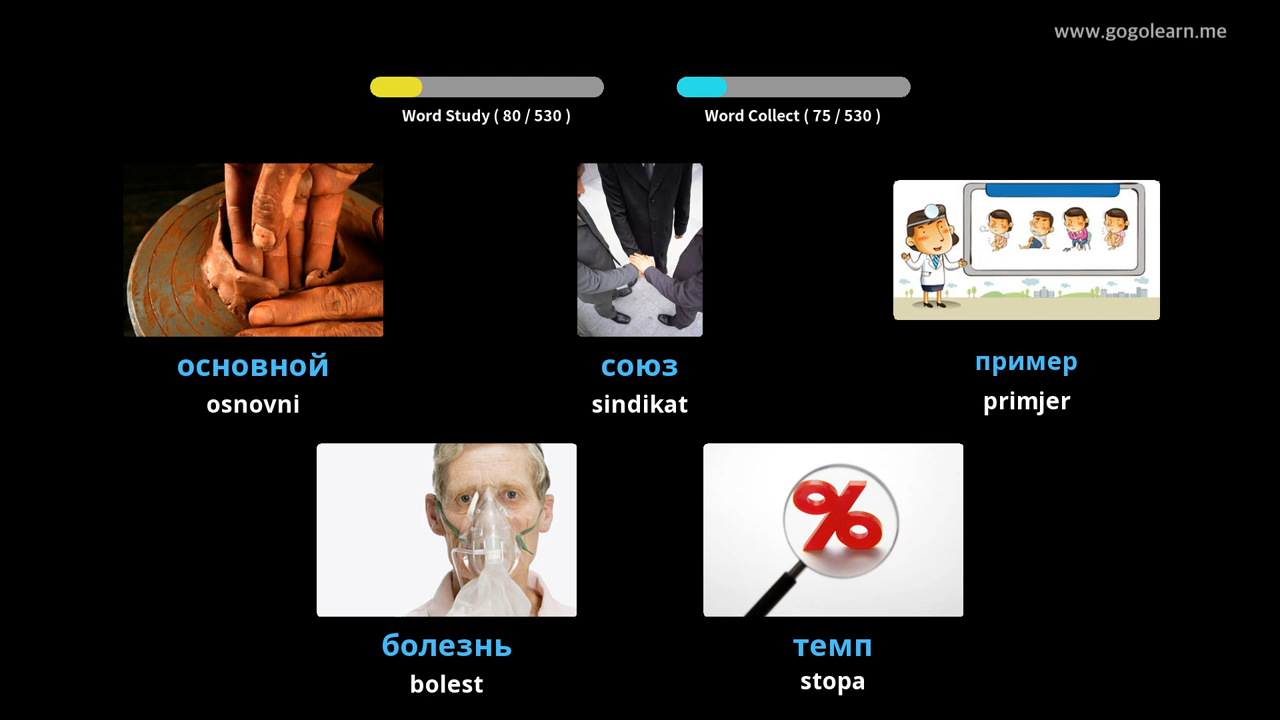 www.gogolearn.me
Word Study ( 80 / 530 )
Word Collect ( 75 / 530 )
основной
osnovni
союз
sindikat
пример
primjer
болезнь
bolest
темп
stopa